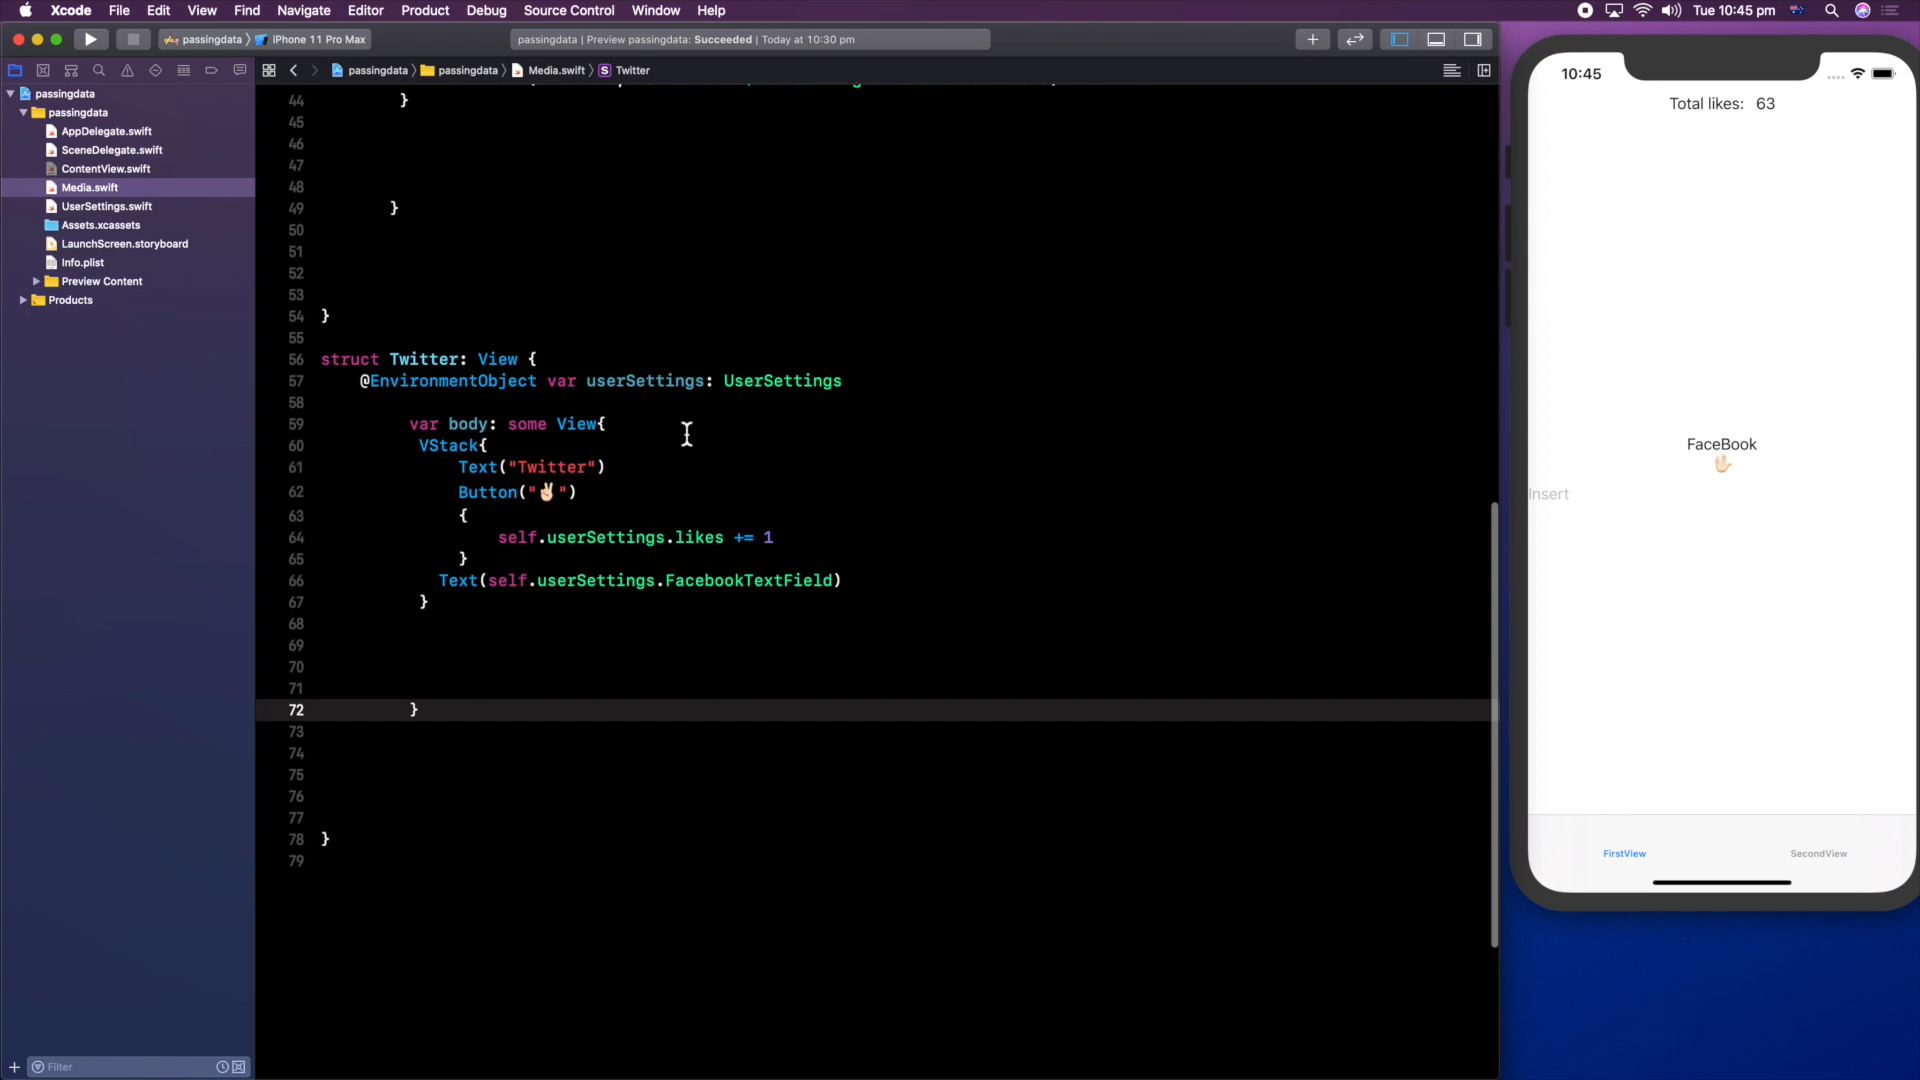 Xcode File Edit View Find Navigate Editor Product Debug Source Control Window Help
Tue 10:45 pm
passingdata iPhone 11 Pro Max
passingdata | Preview passingdata: Succeeded | Today at 10:30 pm
passingdata passingdata Media.swift S Twitter
passingdata
passingdata
AppDelegate.swift
SceneDelegate.swift
ContentView.swift
Media.swift
UserSettings.swift
Assets.xcassets
LaunchScreen.storyboard
Info.plist
Preview Content
Products
Filter
44 }
45
46
47
48
49 }
50
51
52
53
54 }
55
56 struct Twitter: View {
57 @EnvironmentObject var userSettings: UserSettings
58
59 var body: some View{
60 VStack{
61 Text("Twitter")
62 Button("✌🏻")
63 {
64 self.userSettings.likes += 1
65 }
66 Text(self.userSettings.FacebookTextField)
67 }
68
69
70
71
72 }
73
74
75
76
77
78 }
79
10:45
Total likes: 63
FaceBook
🖖🏻
Insert
FirstView SecondView